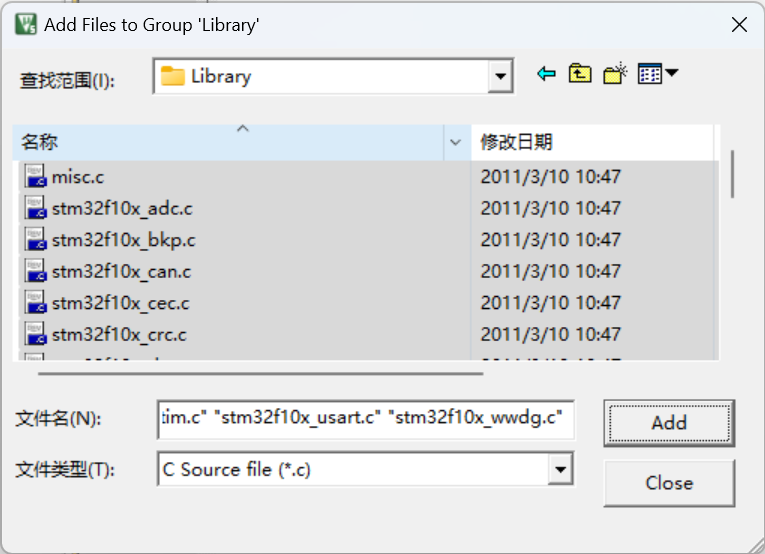 Add Files to Group 'Library'
查找范围(I):
Library
名称
修改日期
misc.c
2011/3/10 10:47
stm32f10x_adc.c
2011/3/10 10:47
stm32f10x_bkp.c
2011/3/10 10:47
stm32f10x_can.c
2011/3/10 10:47
stm32f10x_cec.c
2011/3/10 10:47
stm32f10x_crc.c
2011/3/10 10:47
文件名(N):
tim.c" "stm32f10x_usart.c" "stm32f10x_wwdg.c"
Add
文件类型(T):
C Source file (*.c)
Close